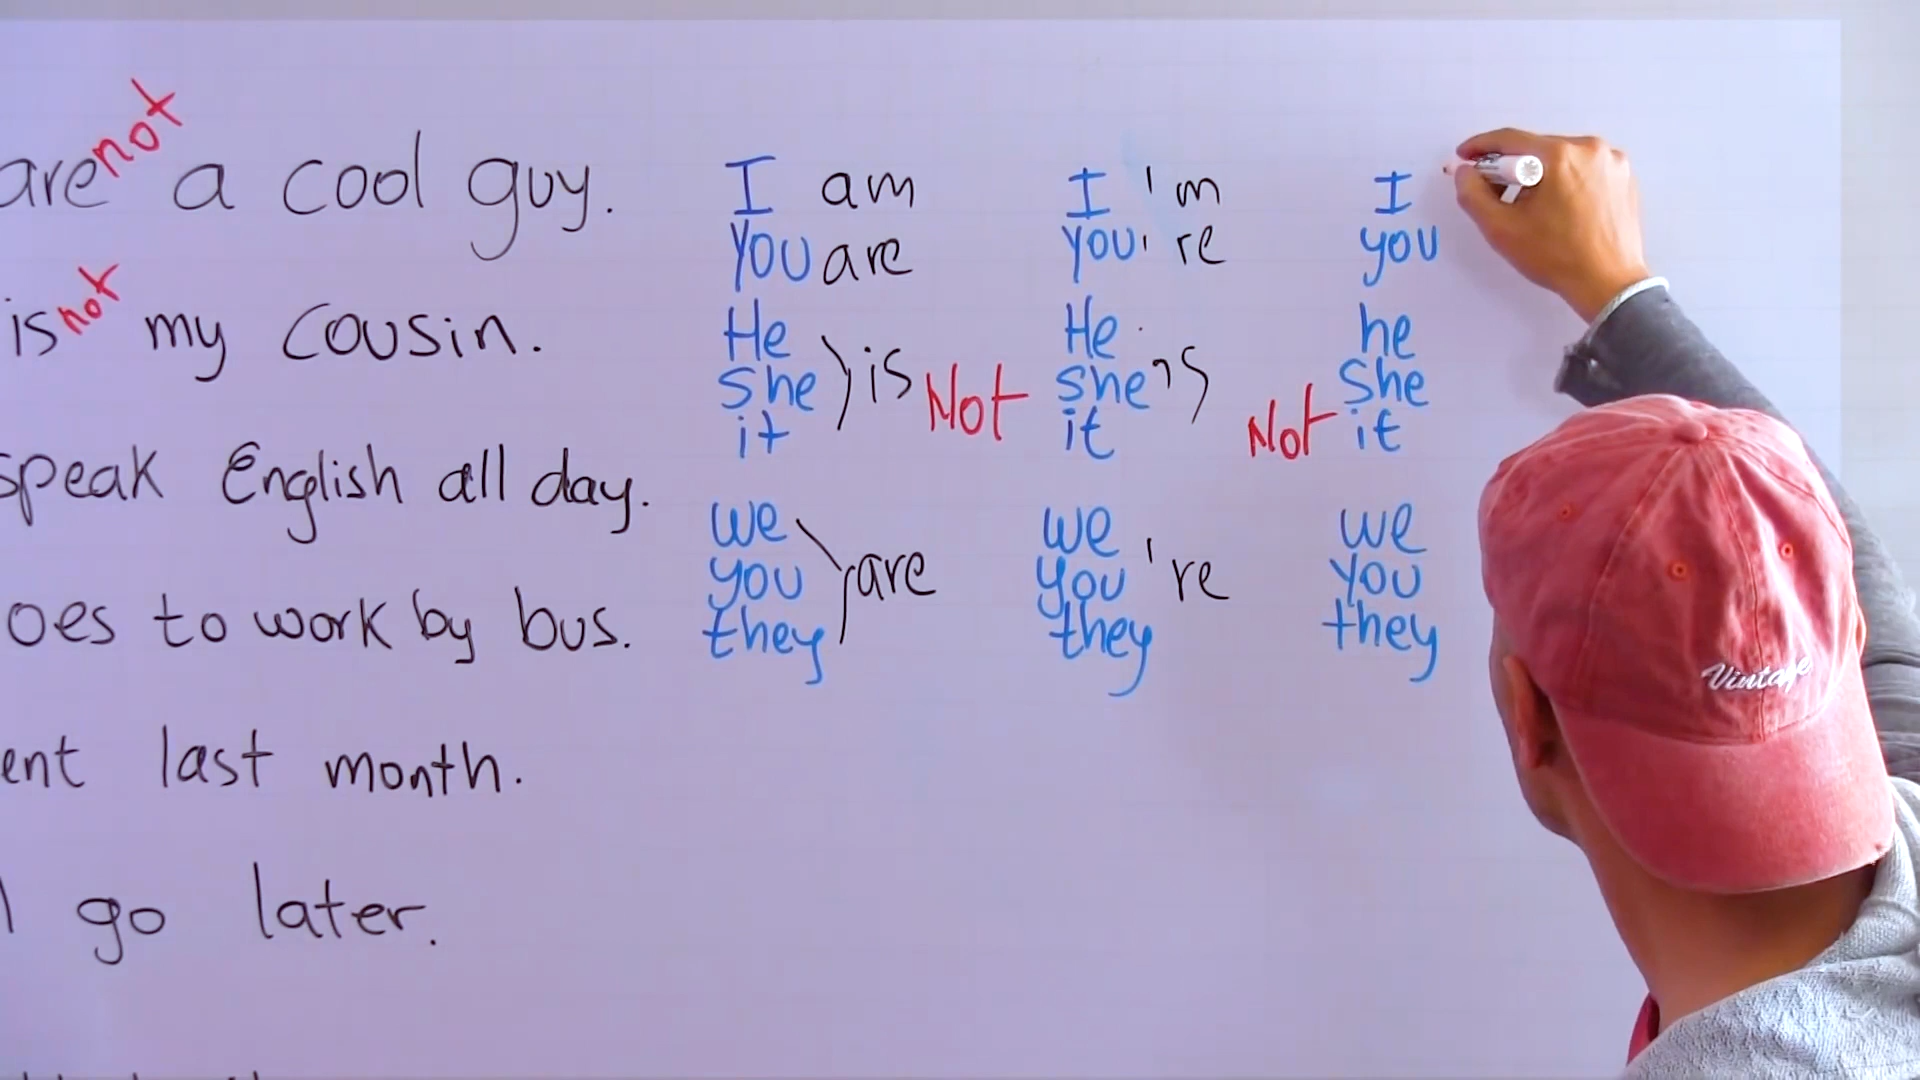 are not a cool guy.
is not my cousin.
speak English all day.
oes to work by bus.
ent last month.
go later.
I am
You are
He
She
it
is
Not
we
you
they
are
I 'm
you 're
He
she
it
's
Not
we
you
they
're
I
you
he
She
it
we
you
they
Vintage